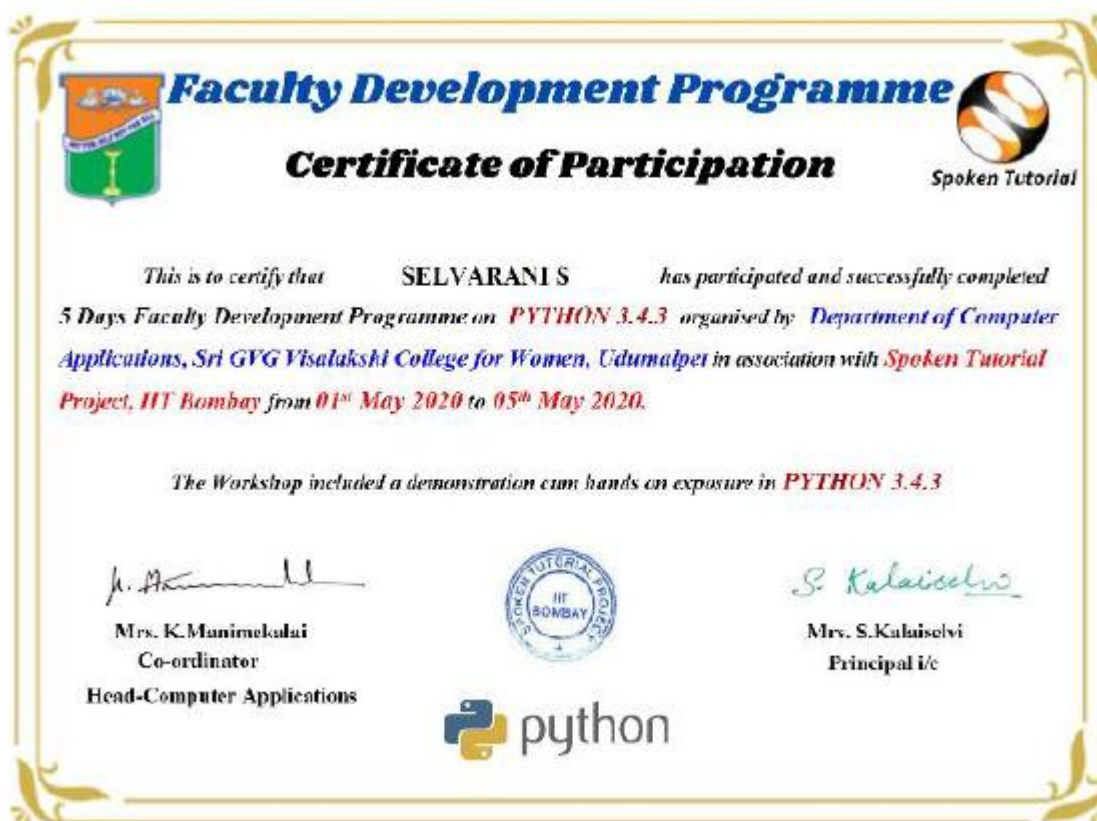 Faculty Development Programme
Certificate of Participation
Spoken Tutorial
This is to certify that SELVARANI S has participated and successfully completed
5 Days Faculty Development Programme on PYTHON 3.4.3 organised by Department of Computer
Applications, Sri GVG Visalakshi College for Women, Udumalpet in association with Spoken Tutorial
Project, IIT Bombay from 01st May 2020 to 05th May 2020.
The Workshop included a demonstration cum hands on exposure in PYTHON 3.4.3
S. Kalaiselvi
SPOKEN TUTORIAL PROJECT
IIT
BOMBAY
Mrs. K.Manimekalai
Co-ordinator
Head-Computer Applications
Mrs. S.Kalaiselvi
Principal i/c
python